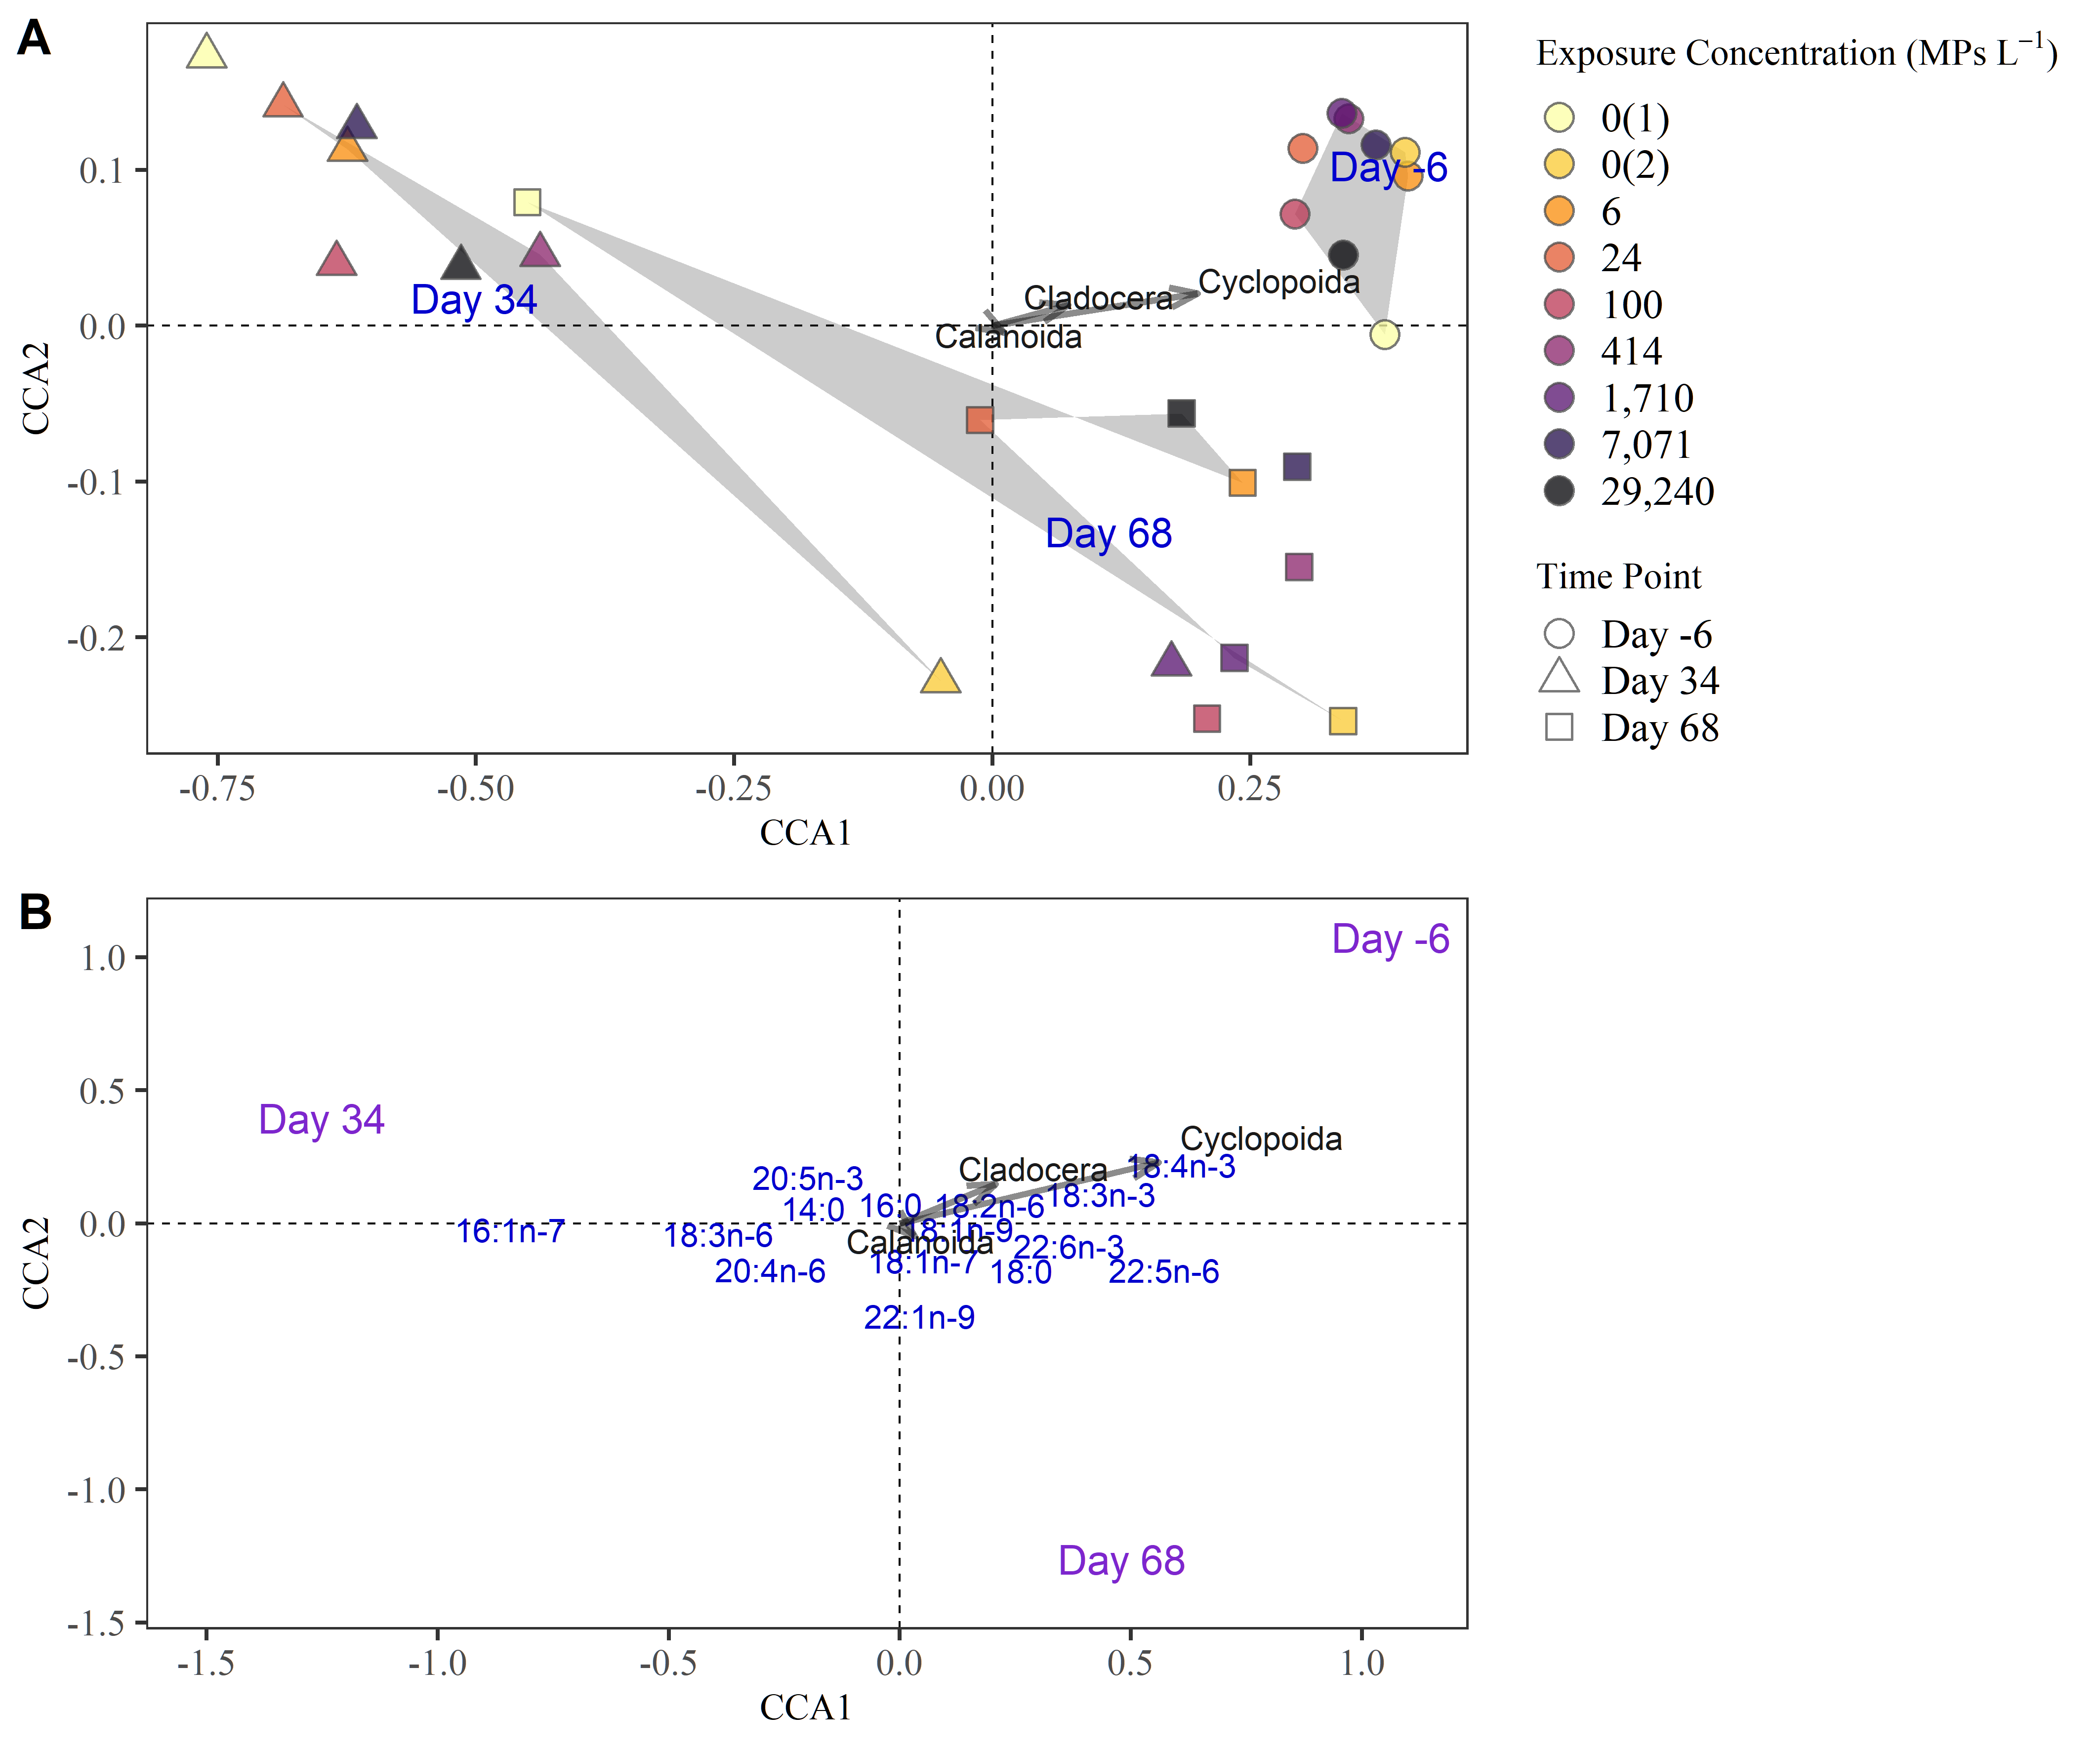 A
Exposure Concentration (MPs L−1)
0(1)
0(2)
6
24
100
414
1,710
7,071
29,240
Time Point
Day -6
Day 34
Day 68
CCA2
0.1
0.0
-0.1
-0.2
Day -6
Cyclopoida
Cladocera
Day 34
Calanoida
Day 68
-0.75
-0.50
-0.25
0.00
0.25
CCA1
B
CCA2
1.0
0.5
0.0
-0.5
-1.0
-1.5
Day -6
Day 34
Cyclopoida
Cladocera
18:4n-3
20:5n-3
18:3n-3
14:0
16:0
18:2n-6
16:1n-7
18:3n-6
18:1n-9
Calanoida
22:6n-3
20:4n-6
18:1n-7
18:0
22:5n-6
22:1n-9
Day 68
-1.5
-1.0
-0.5
0.0
0.5
1.0
CCA1